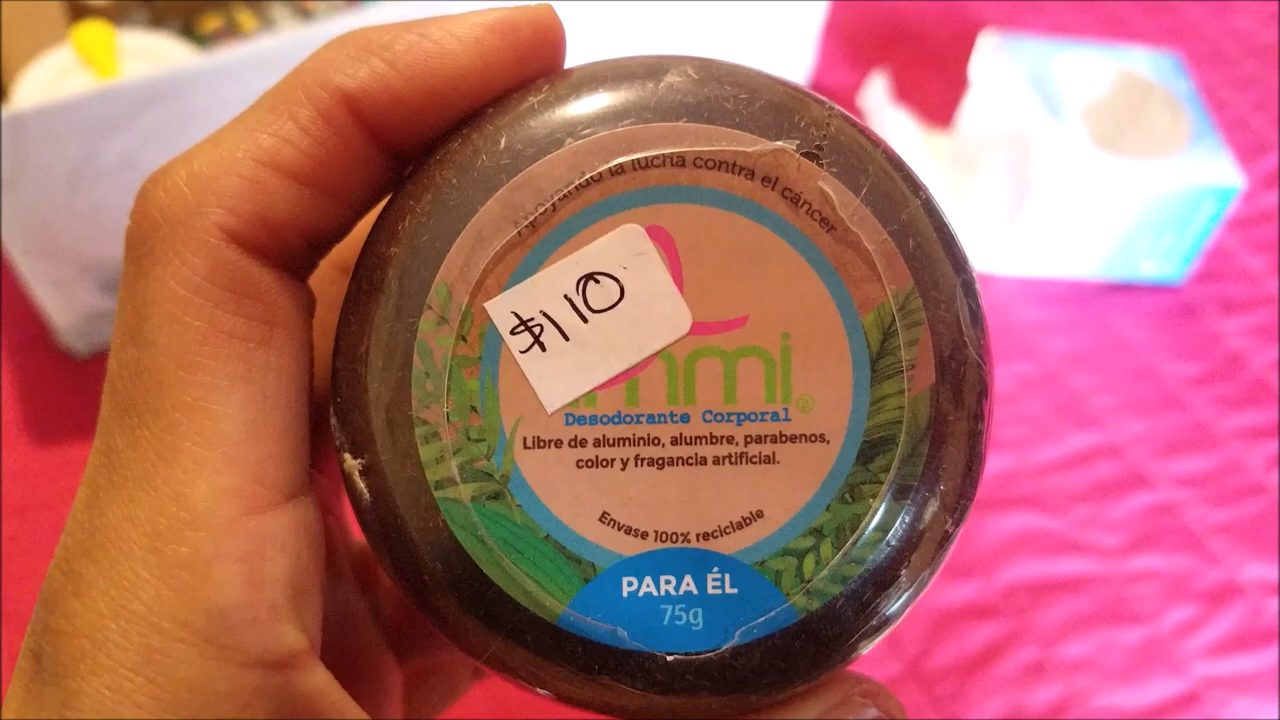 Apoyando la lucha contra el cáncer
$110
Desodorante Corporal
Libre de aluminio, alumbre, parabenos,
color y fragancia artificial.
Envase 100% reciclable
PARA ÉL
75g